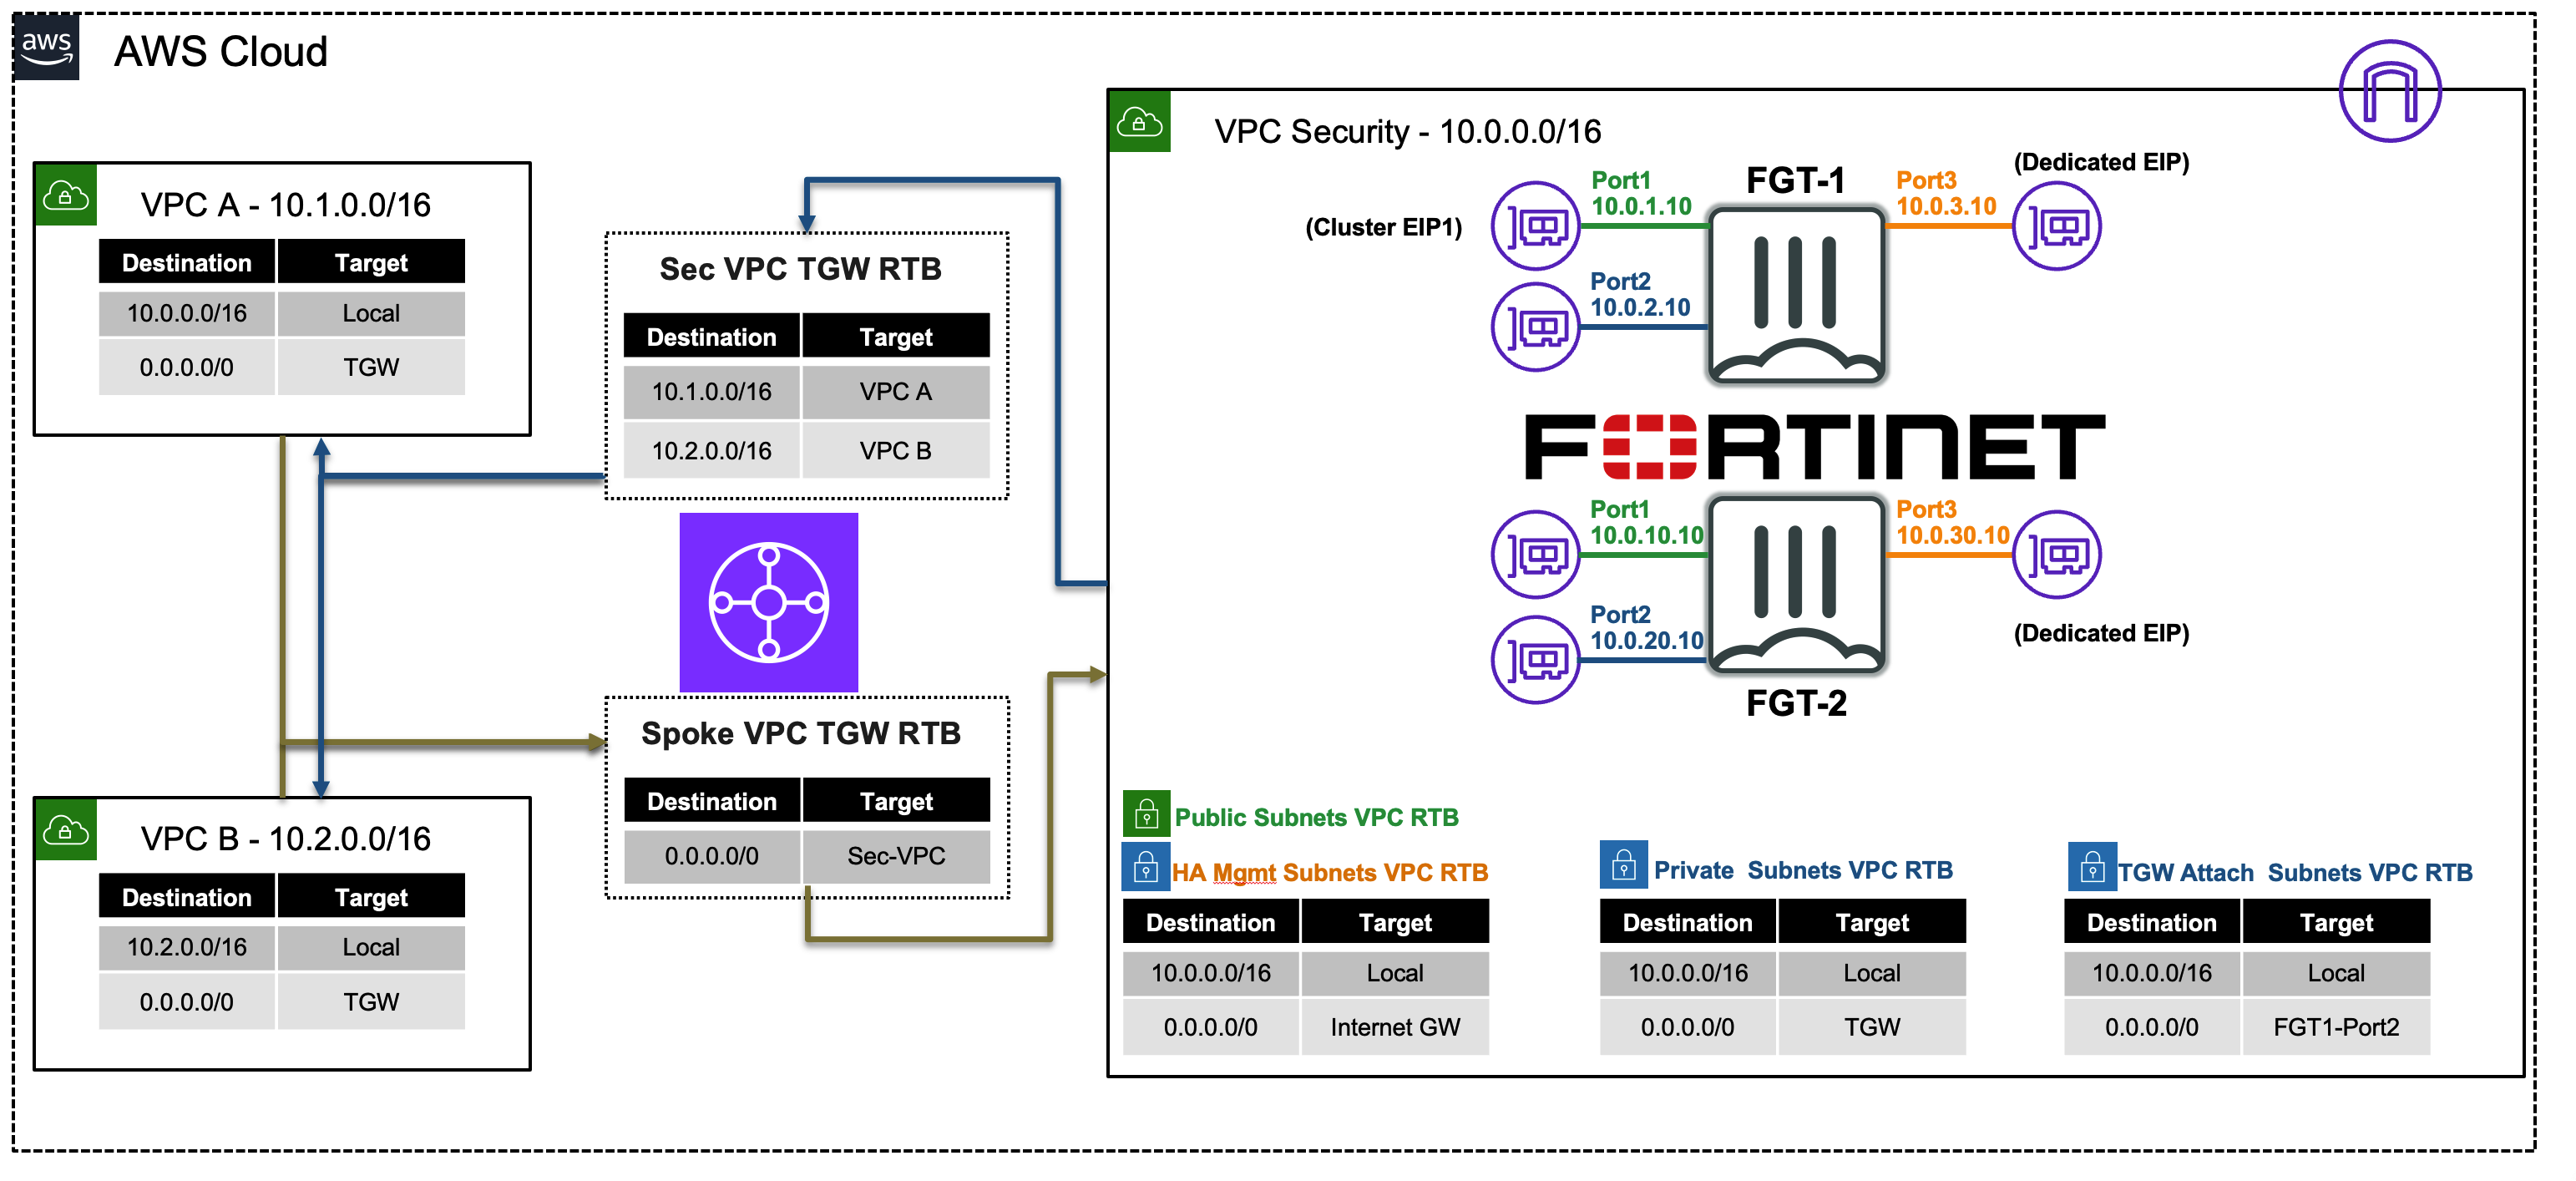 aws
AWS Cloud
VPC A - 10.1.0.0/16
Destination Target
10.0.0.0/16 Local
0.0.0.0/0 TGW
Sec VPC TGW RTB
Destination Target
10.1.0.0/16 VPC A
10.2.0.0/16 VPC B
Spoke VPC TGW RTB
Destination Target
0.0.0.0/0 Sec-VPC
VPC B - 10.2.0.0/16
Destination Target
10.2.0.0/16 Local
0.0.0.0/0 TGW
VPC Security - 10.0.0.0/16
(Cluster EIP1)
Port1
10.0.1.10
FGT-1
Port3
10.0.3.10
(Dedicated EIP)
Port2
10.0.2.10
FORTINET
Port1
10.0.10.10
Port3
10.0.30.10
Port2
10.0.20.10
(Dedicated EIP)
FGT-2
Public Subnets VPC RTB
HA Mgmt Subnets VPC RTB
Destination Target
10.0.0.0/16 Local
0.0.0.0/0 Internet GW
Private Subnets VPC RTB
Destination Target
10.0.0.0/16 Local
0.0.0.0/0 TGW
TGW Attach Subnets VPC RTB
Destination Target
10.0.0.0/16 Local
0.0.0.0/0 FGT1-Port2